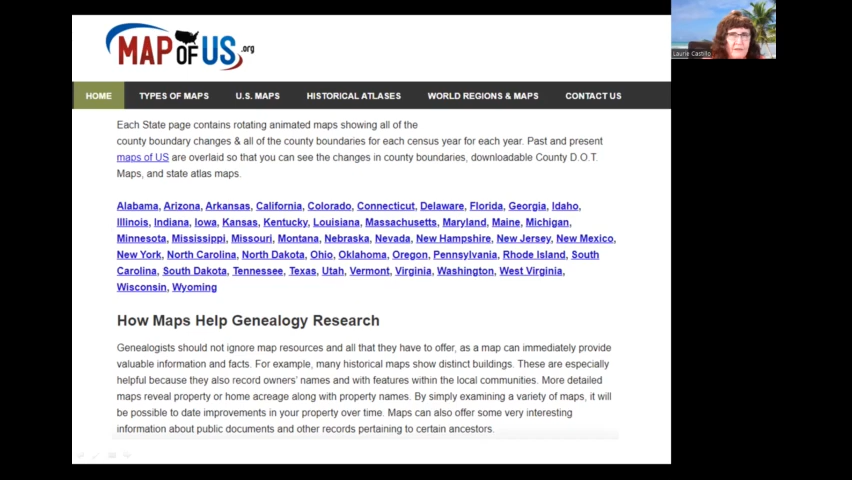 MAP OF US .org
Laurie Castillo
HOME TYPES OF MAPS U.S. MAPS HISTORICAL ATLASES WORLD REGIONS & MAPS CONTACT US
Each State page contains rotating animated maps showing all of the
county boundary changes & all of the county boundaries for each census year for each year. Past and present
maps of US are overlaid so that you can see the changes in county boundaries, downloadable County D.O.T.
Maps, and state atlas maps.
Alabama, Arizona, Arkansas, California, Colorado, Connecticut, Delaware, Florida, Georgia, Idaho,
Illinois, Indiana, Iowa, Kansas, Kentucky, Louisiana, Massachusetts, Maryland, Maine, Michigan,
Minnesota, Mississippi, Missouri, Montana, Nebraska, Nevada, New Hampshire, New Jersey, New Mexico,
New York, North Carolina, North Dakota, Ohio, Oklahoma, Oregon, Pennsylvania, Rhode Island, South
Carolina, South Dakota, Tennessee, Texas, Utah, Vermont, Virginia, Washington, West Virginia,
Wisconsin, Wyoming
How Maps Help Genealogy Research
Genealogists should not ignore map resources and all that they have to offer, as a map can immediately provide
valuable information and facts. For example, many historical maps show distinct buildings. These are especially
helpful because they also record owners' names and with features within the local communities. More detailed
maps reveal property or home acreage along with property names. By simply examining a variety of maps, it will
be possible to date improvements in your property over time. Maps can also offer some very interesting
information about public documents and other records pertaining to certain ancestors.